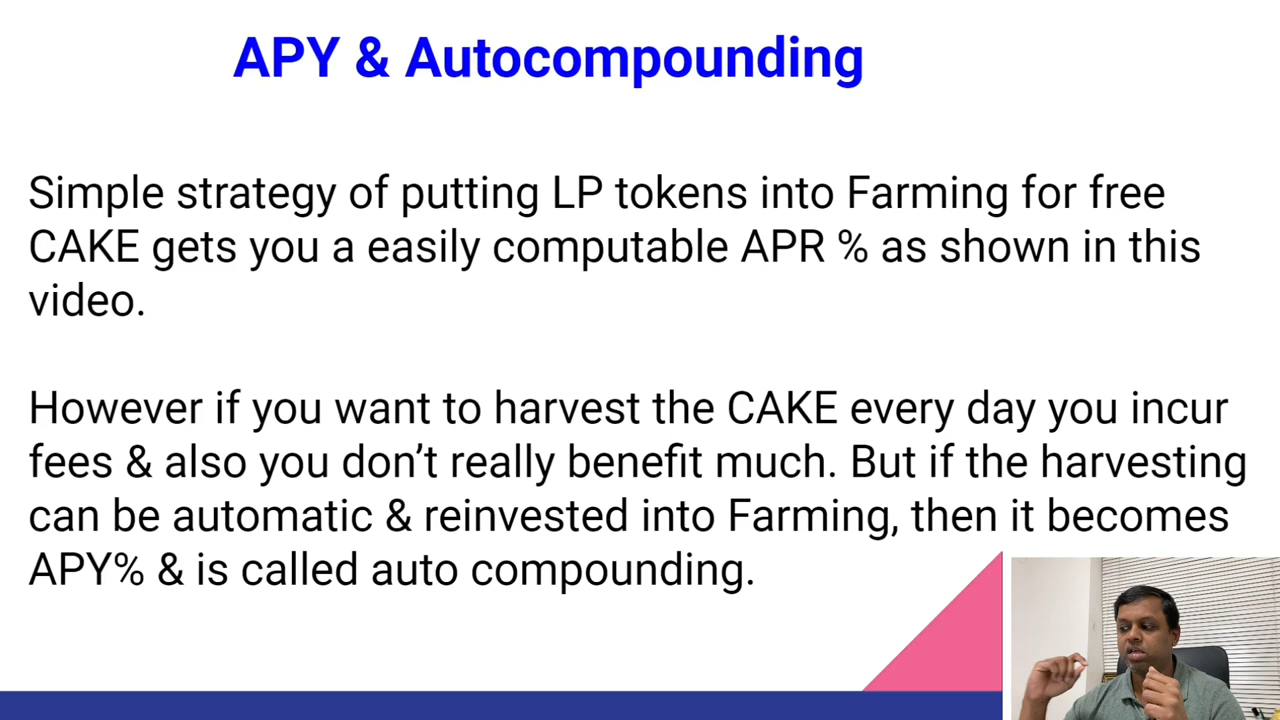 APY & Autocompounding
Simple strategy of putting LP tokens into Farming for free
CAKE gets you a easily computable APR % as shown in this
video.
However if you want to harvest the CAKE every day you incur
fees & also you don’t really benefit much. But if the harvesting
can be automatic & reinvested into Farming, then it becomes
APY% & is called auto compounding.